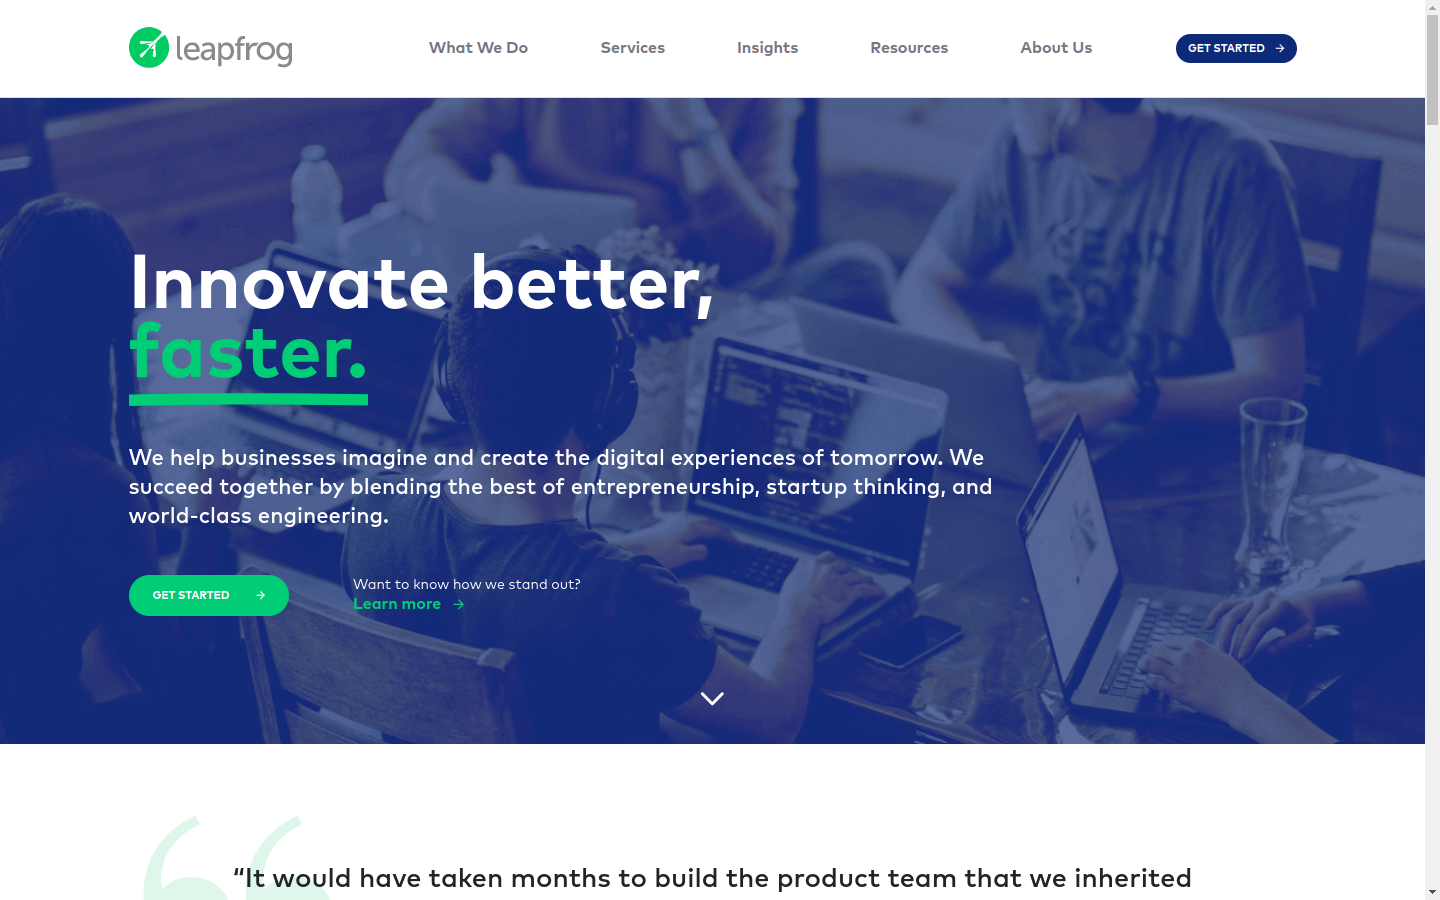 leapfrog
What We Do
Services
Insights
Resources
About Us
GET STARTED
Innovate better,
faster.
We help businesses imagine and create the digital experiences of tomorrow. We
succeed together by blending the best of entrepreneurship, startup thinking, and
world-class engineering.
GET STARTED
Want to know how we stand out?
Learn more
“It would have taken months to build the product team that we inherited